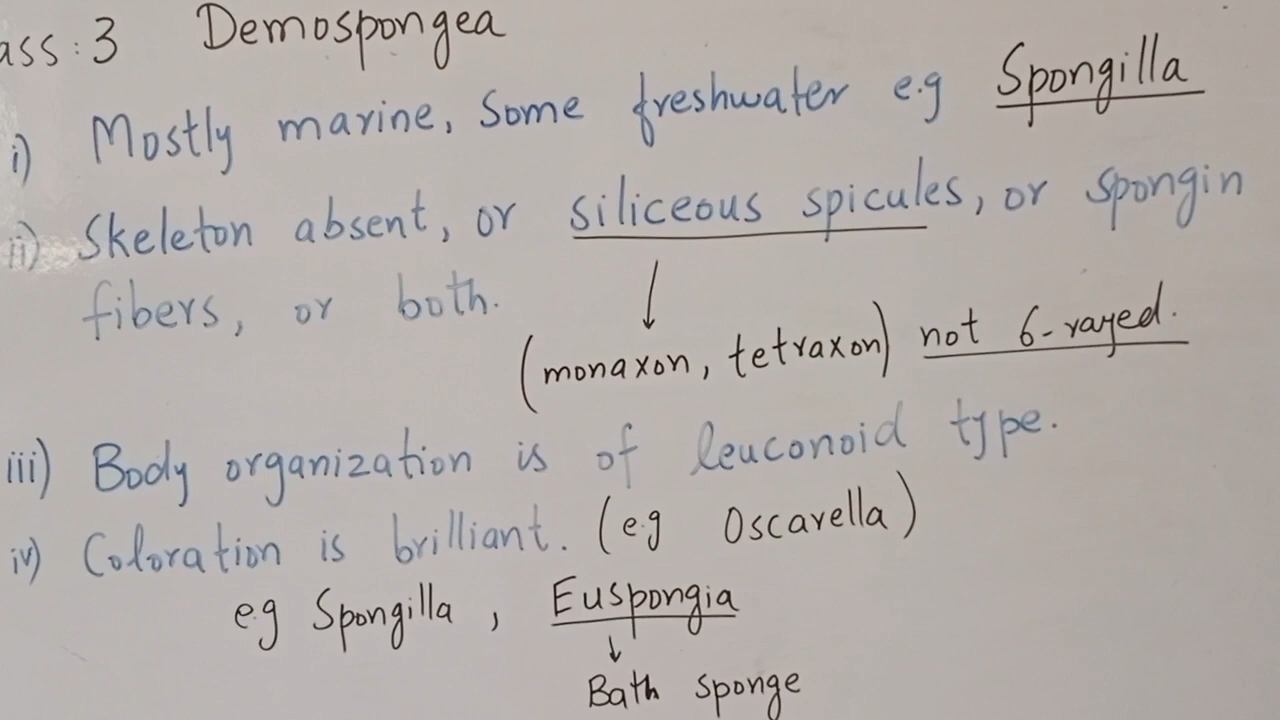 ass: 3 Demospongea
i) Mostly marine, Some freshwater e.g Spongilla
ii) Skeleton absent, or siliceous spicules, or spongin
fibers, or both.
(monaxon, tetraxon) not 6-rayed.
iii) Body organization is of leuconoid type.
iv) Coloration is brilliant. (e.g Oscarella)
e.g Spongilla, Euspongia
Bath sponge